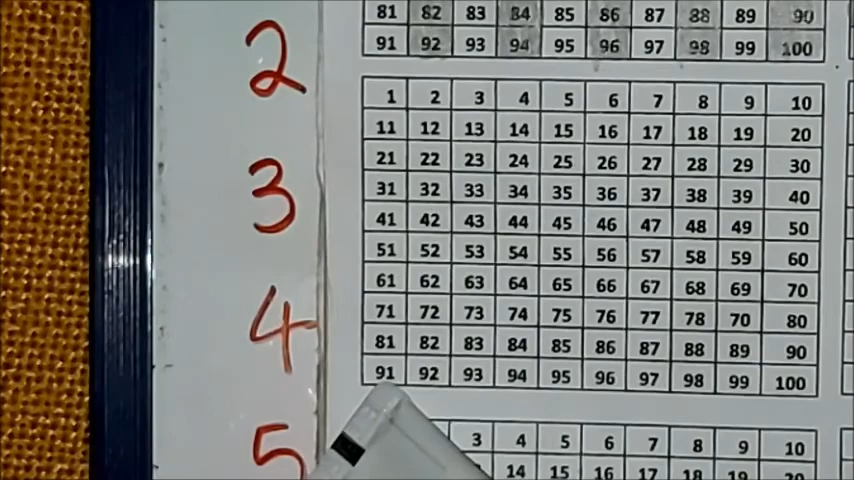 2
3
4
5
81 82 83 84 85 86 87 88 89 90
91 92 93 94 95 96 97 98 99 100
1 2 3 4 5 6 7 8 9 10
11 12 13 14 15 16 17 18 19 20
21 22 23 24 25 26 27 28 29 30
31 32 33 34 35 36 37 38 39 40
41 42 43 44 45 46 47 48 49 50
51 52 53 54 55 56 57 58 59 60
61 62 63 64 65 66 67 68 69 70
71 72 73 74 75 76 77 78 70 80
81 82 83 84 85 86 87 88 89 90
91 92 93 94 95 96 97 98 99 100
3 4 5 6 7 8 9 10
14 15 16 17 18 19 20